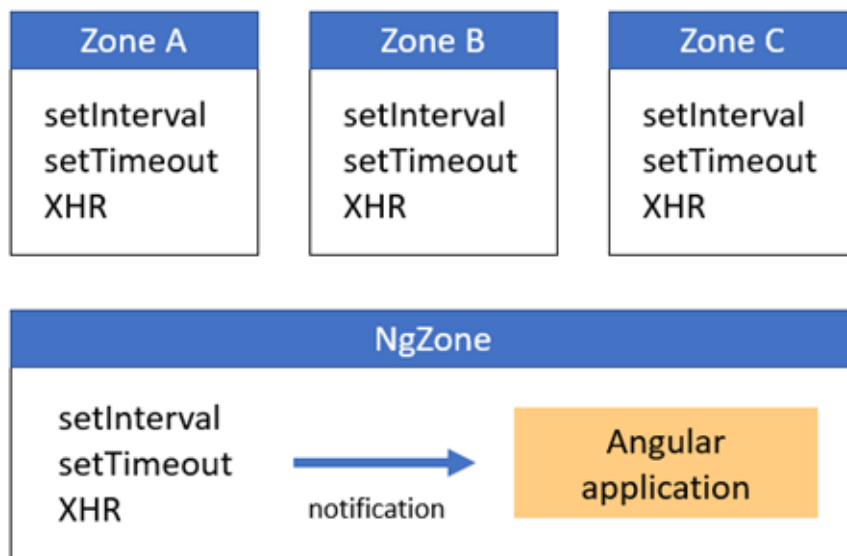 Zone A
setInterval
setTimeout
XHR
Zone B
setInterval
setTimeout
XHR
Zone C
setInterval
setTimeout
XHR
NgZone
setInterval
setTimeout
XHR
notification
Angular
application